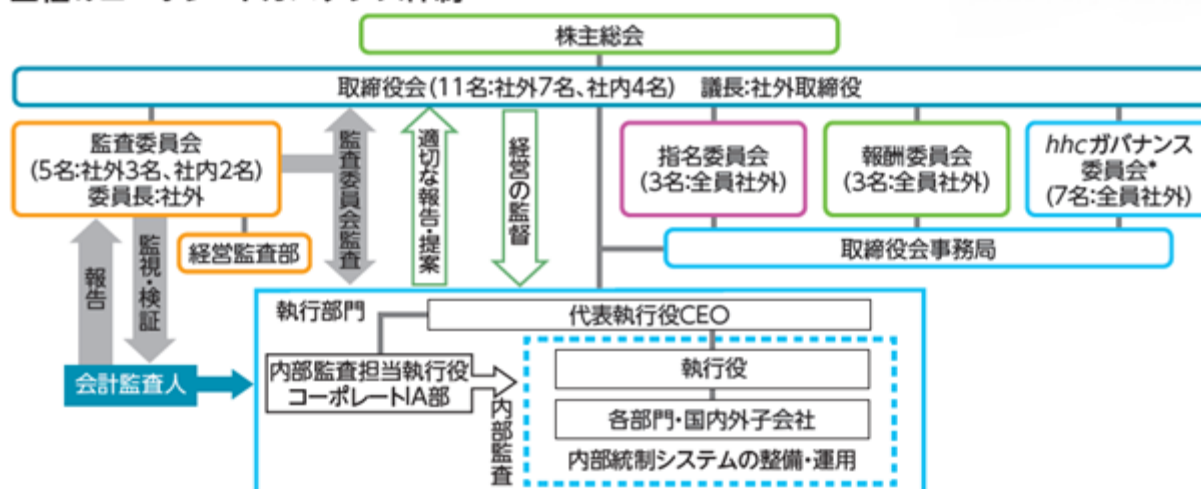 株主総会
取締役会(11名:社外7名、社内4名) 議長:社外取締役
監査委員会
(5名:社外3名、社内2名)
委員長:社外
経営監査部
監査委員会監査
適切な報告・提案
経営の監督
指名委員会
(3名:全員社外)
報酬委員会
(3名:全員社外)
hhcガバナンス
委員会*
(7名:全員社外)
取締役会事務局
報告
監視・検証
会計監査人
執行部門
代表執行役CEO
内部監査担当執行役
コーポレートIA部
内部監査
執行役
各部門・国内外子会社
内部統制システムの整備・運用